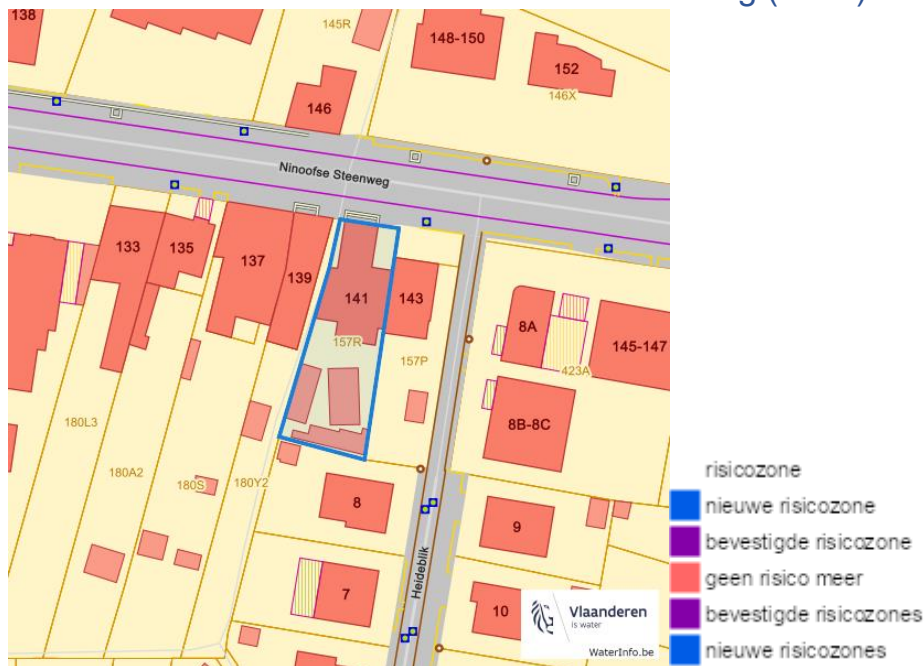 138
145R
148-150
152
146X
146
Ninoofse Steenweg
133
135
137
139
141
143
157R
157P
8A
145-147
423A
8B-8C
180L3
180A2
180S
180Y2
8
9
7
10
Heideblik
Vlaanderen
is water
WaterInfo.be
risicozone
nieuwe risicozone
bevestigde risicozone
geen risico meer
bevestigde risicozones
nieuwe risicozones